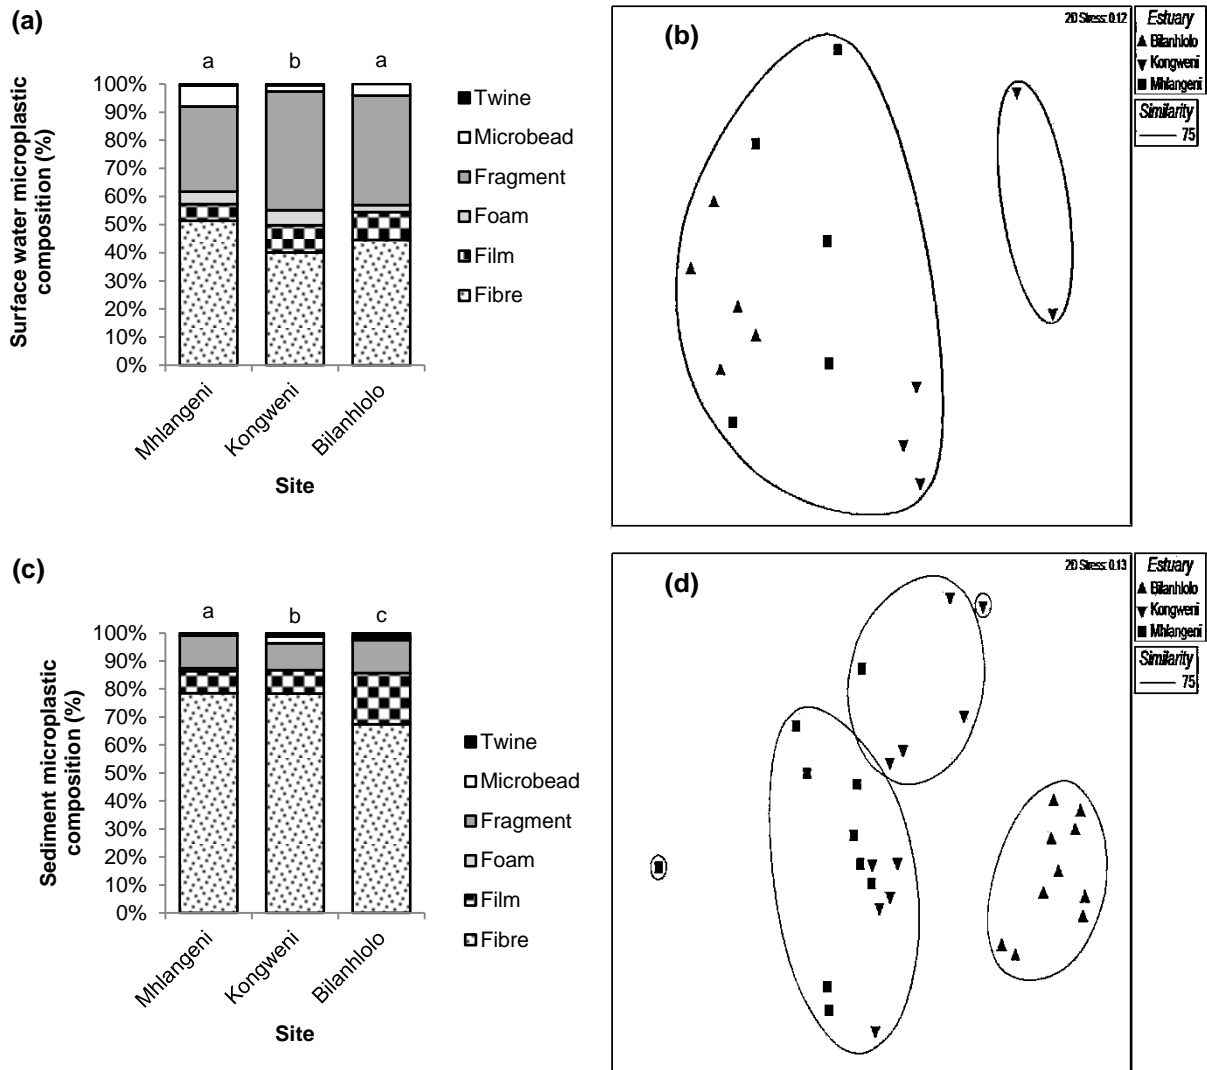 (a)
Surface water microplastic
composition (%)
a b a
100%
90%
80%
70%
60%
50%
40%
30%
20%
10%
0%
Mhlangeni
Kongweni
Bilanhlolo
Site
Twine
Microbead
Fragment
Foam
Film
Fibre
(b)
2D Stress: 0.12
Estuary
Bilanhlolo
Kongweni
Mhlangeni
Similarity
75
(c)
Sediment microplastic
composition (%)
a b c
100%
90%
80%
70%
60%
50%
40%
30%
20%
10%
0%
Mhlangeni
Kongweni
Bilanhlolo
Site
Twine
Microbead
Fragment
Foam
Film
Fibre
(d)
2D Stress: 0.13
Estuary
Bilanhlolo
Kongweni
Mhlangeni
Similarity
75